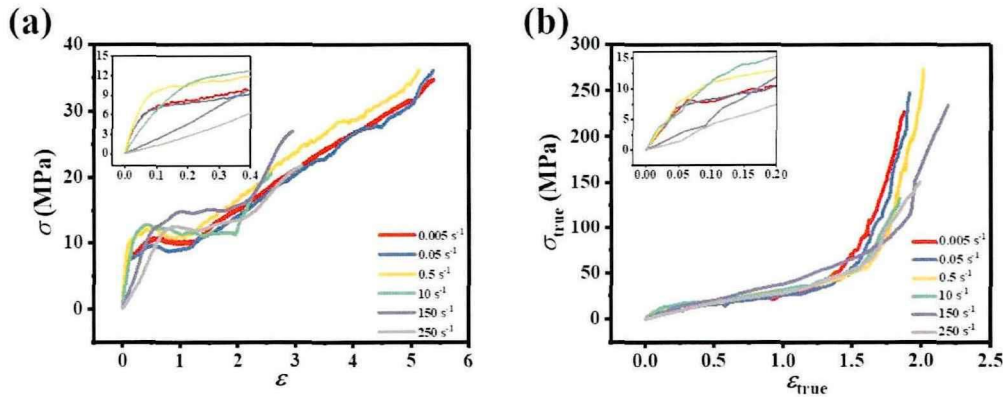 (a)
40
30
20
10
0
σ (MPa)
15
12
9
6
3
0
0.0 0.1 0.2 0.3 0.4
0.005 s⁻¹
0.05 s⁻¹
0.5 s⁻¹
10 s⁻¹
150 s⁻¹
250 s⁻¹
0 1 2 3 4 5 6
ε
(b)
300
250
200
150
100
50
0
σtrue (MPa)
15
10
5
0
0.00 0.05 0.10 0.15 0.20
0.005 s⁻¹
0.05 s⁻¹
0.5 s⁻¹
10 s⁻¹
150 s⁻¹
250 s⁻¹
0.0 0.5 1.0 1.5 2.0 2.5
εtrue